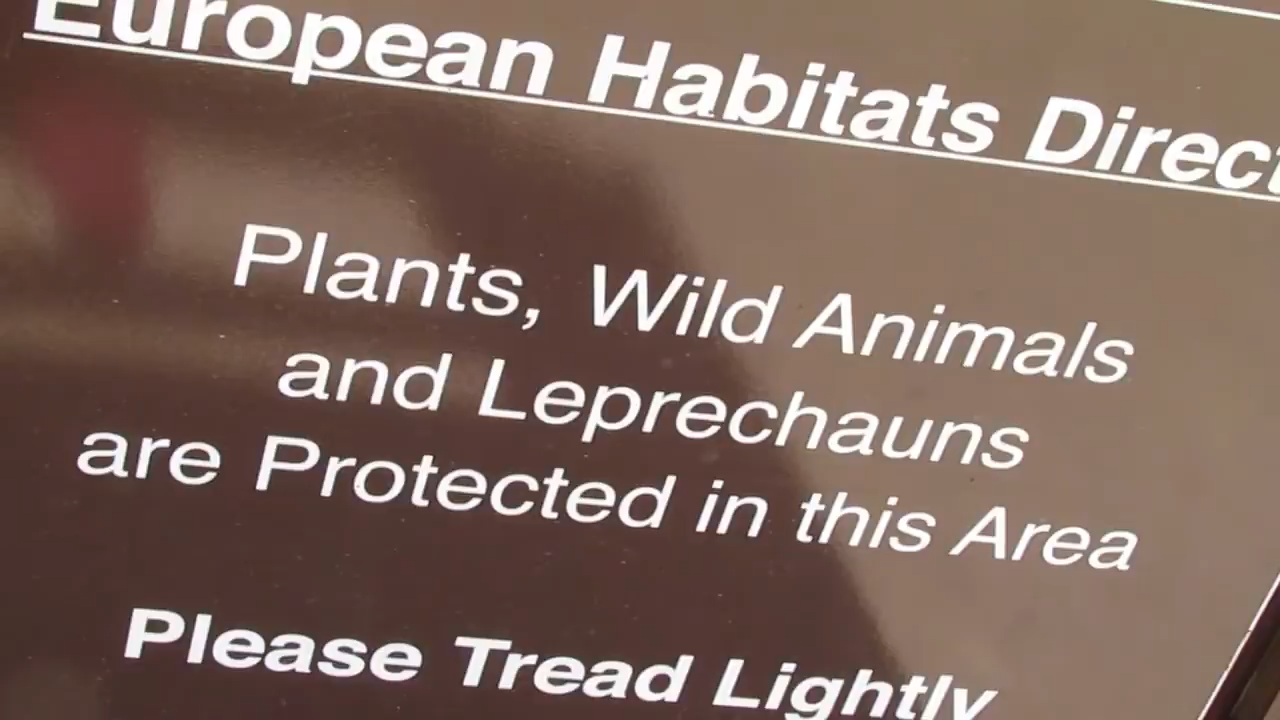 European Habitats Direct
Plants, Wild Animals
and Leprechauns
are Protected in this Area
Please Tread Lightly